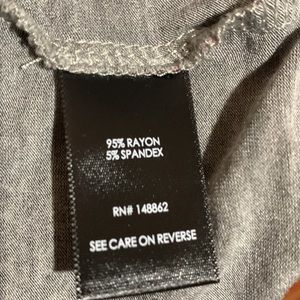 95% RAYON
5% SPANDEX
RN# 148862
SEE CARE ON REVERSE